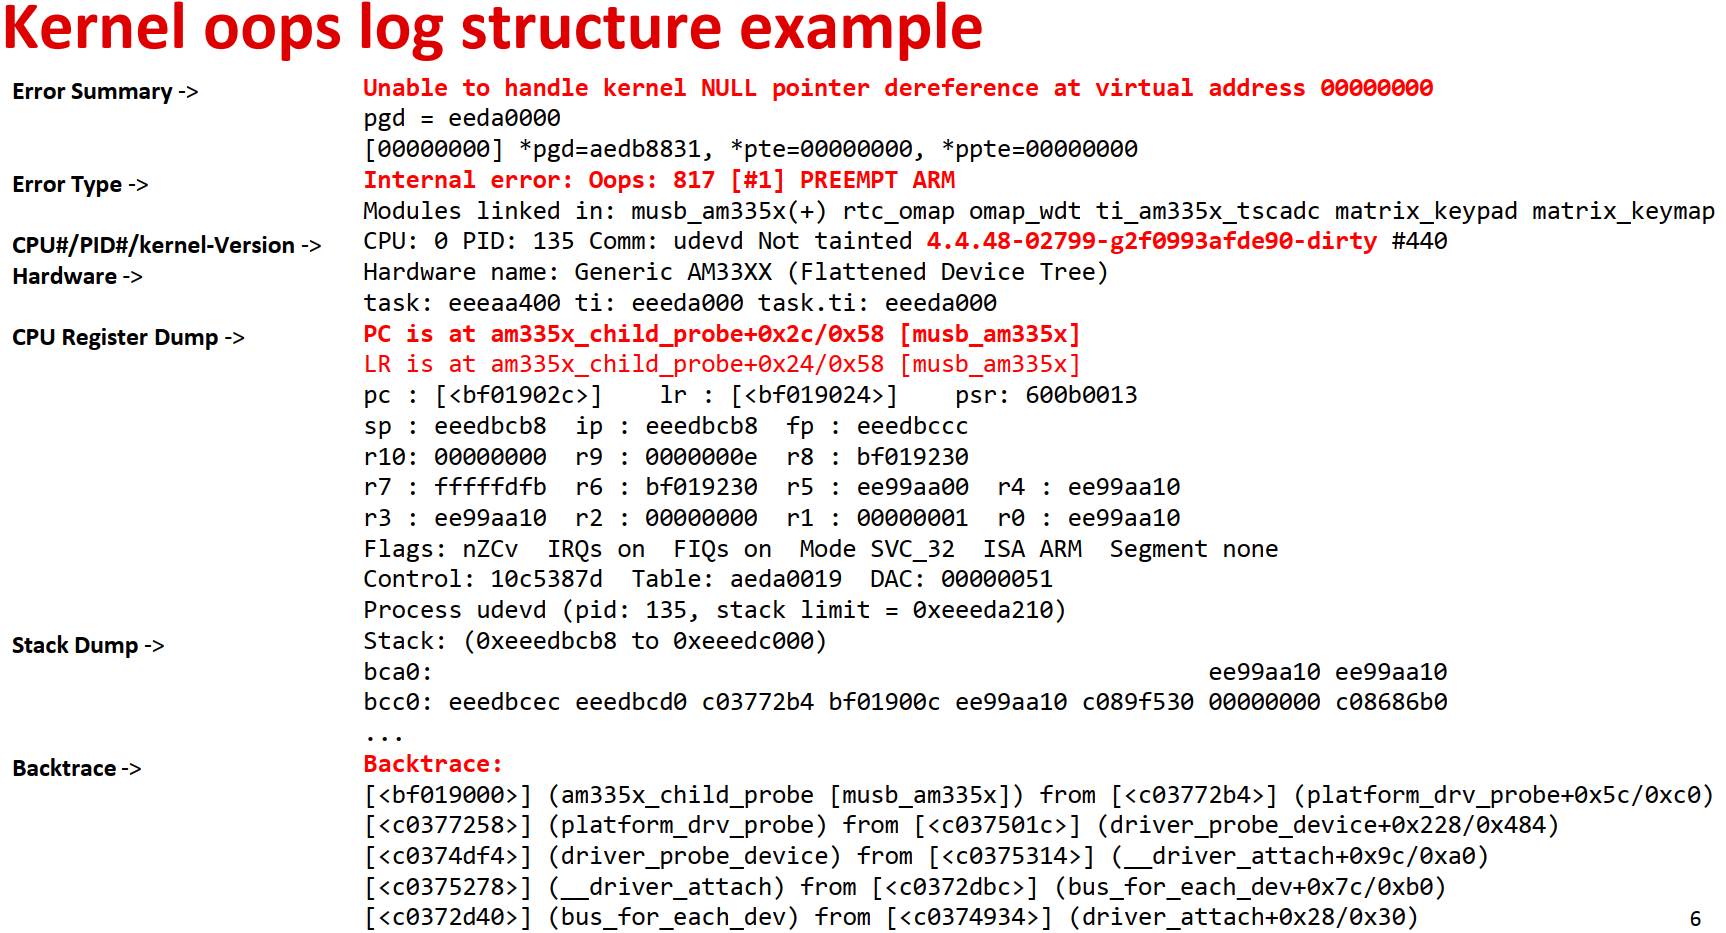 Kernel oops log structure example
Error Summary -> Unable to handle kernel NULL pointer dereference at virtual address 00000000
pgd = eeda0000
[00000000] *pgd=aedb8831, *pte=00000000, *ppte=00000000
Error Type -> Internal error: Oops: 817 [#1] PREEMPT ARM
Modules linked in: musb_am335x(+) rtc_omap omap_wdt ti_am335x_tscadc matrix_keypad matrix_keymap
CPU#/PID#/kernel-Version -> CPU: 0 PID: 135 Comm: udevd Not tainted 4.4.48-02799-g2f0993afde90-dirty #440
Hardware -> Hardware name: Generic AM33XX (Flattened Device Tree)
task: eeeaa400 ti: eeeda000 task.ti: eeeda000
CPU Register Dump -> PC is at am335x_child_probe+0x2c/0x58 [musb_am335x]
LR is at am335x_child_probe+0x24/0x58 [musb_am335x]
pc : [<bf01902c>]    lr : [<bf019024>]    psr: 600b0013
sp : eeedbcb8  ip : eeedbcb8  fp : eeedbccc
r10: 00000000  r9 : 0000000e  r8 : bf019230
r7 : fffffdfb  r6 : bf019230  r5 : ee99aa00  r4 : ee99aa10
r3 : ee99aa10  r2 : 00000000  r1 : 00000001  r0 : ee99aa10
Flags: nZCv  IRQs on  FIQs on  Mode SVC_32  ISA ARM  Segment none
Control: 10c5387d  Table: aeda0019  DAC: 00000051
Process udevd (pid: 135, stack limit = 0xeeeda210)
Stack Dump -> Stack: (0xeeedbcb8 to 0xeeedc000)
bca0:                                                       ee99aa10 ee99aa10
bcc0: eeedbcec eeedbcd0 c03772b4 bf01900c ee99aa10 c089f530 00000000 c08686b0
...
Backtrace -> Backtrace:
[<bf019000>] (am335x_child_probe [musb_am335x]) from [<c03772b4>] (platform_drv_probe+0x5c/0xc0)
[<c0377258>] (platform_drv_probe) from [<c037501c>] (driver_probe_device+0x228/0x484)
[<c0374df4>] (driver_probe_device) from [<c0375314>] (__driver_attach+0x9c/0xa0)
[<c0375278>] (__driver_attach) from [<c0372dbc>] (bus_for_each_dev+0x7c/0xb0)
[<c0372d40>] (bus_for_each_dev) from [<c0374934>] (driver_attach+0x28/0x30)
6